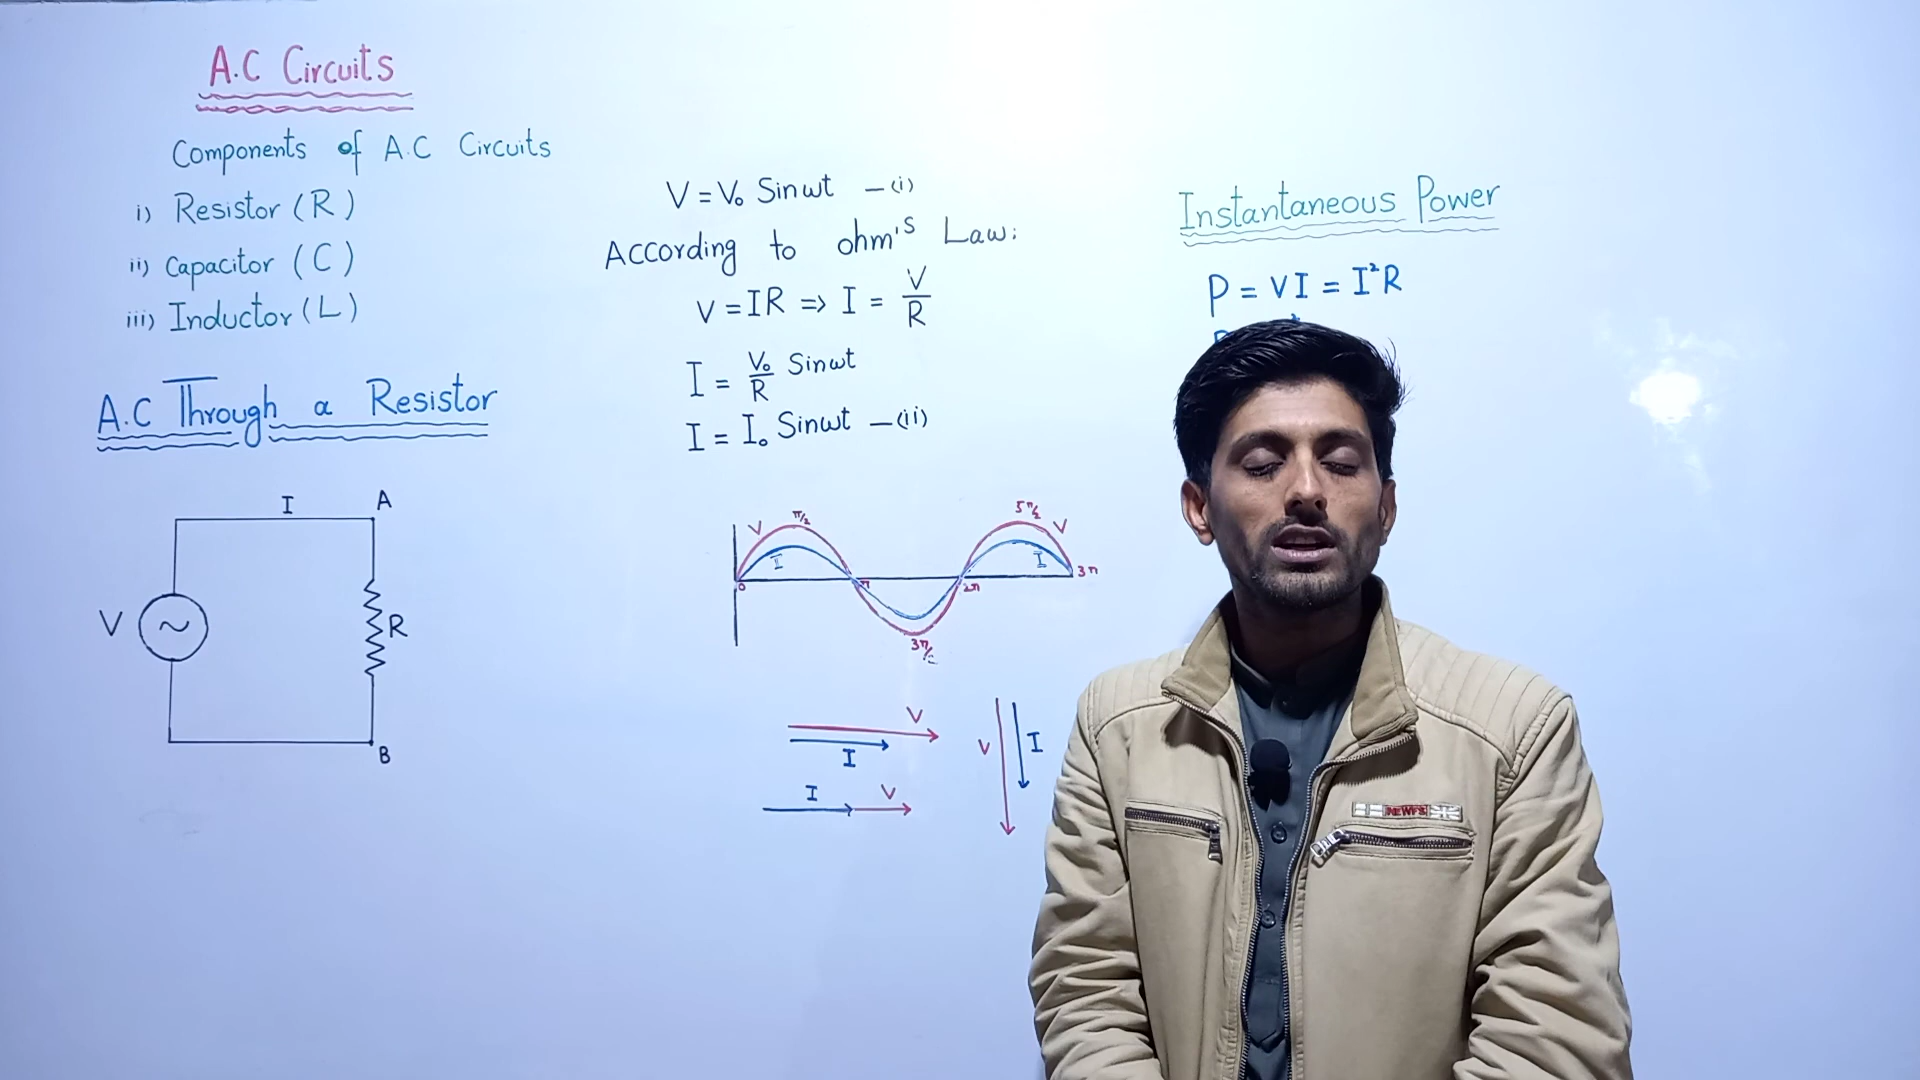 A.C Circuits
Components of A.C Circuits
i) Resistor (R)
ii) Capacitor (C)
iii) Inductor (L)
A.C Through a Resistor
I
A
V
~
R
B
V = V₀ Sinωt —(i)
According to ohm's Law:
V = IR => I = V/R
I = V₀/R Sinωt
I = I₀ Sinωt —(ii)
V π/2 5π/2 V
I I
0 π 2π 3π
3π/2
V
I
I V
V I
Instantaneous Power
P = VI = I²R
NEWFS